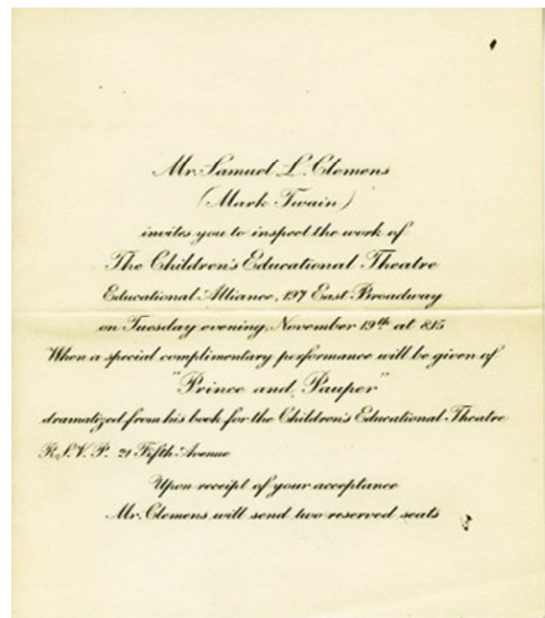 Mr. Samuel L. Clemens
(Mark Twain)
invites you to inspect the work of
The Children's Educational Theatre
Educational Alliance, 197 East Broadway
on Tuesday evening, November 19th at 8.15
When a special complimentary performance will be given of
"Prince and Pauper"
dramatized from his book for the Children's Educational Theatre
R.S.V.P. 21 Fifth Avenue
Upon receipt of your acceptance
Mr. Clemens will send two reserved seats